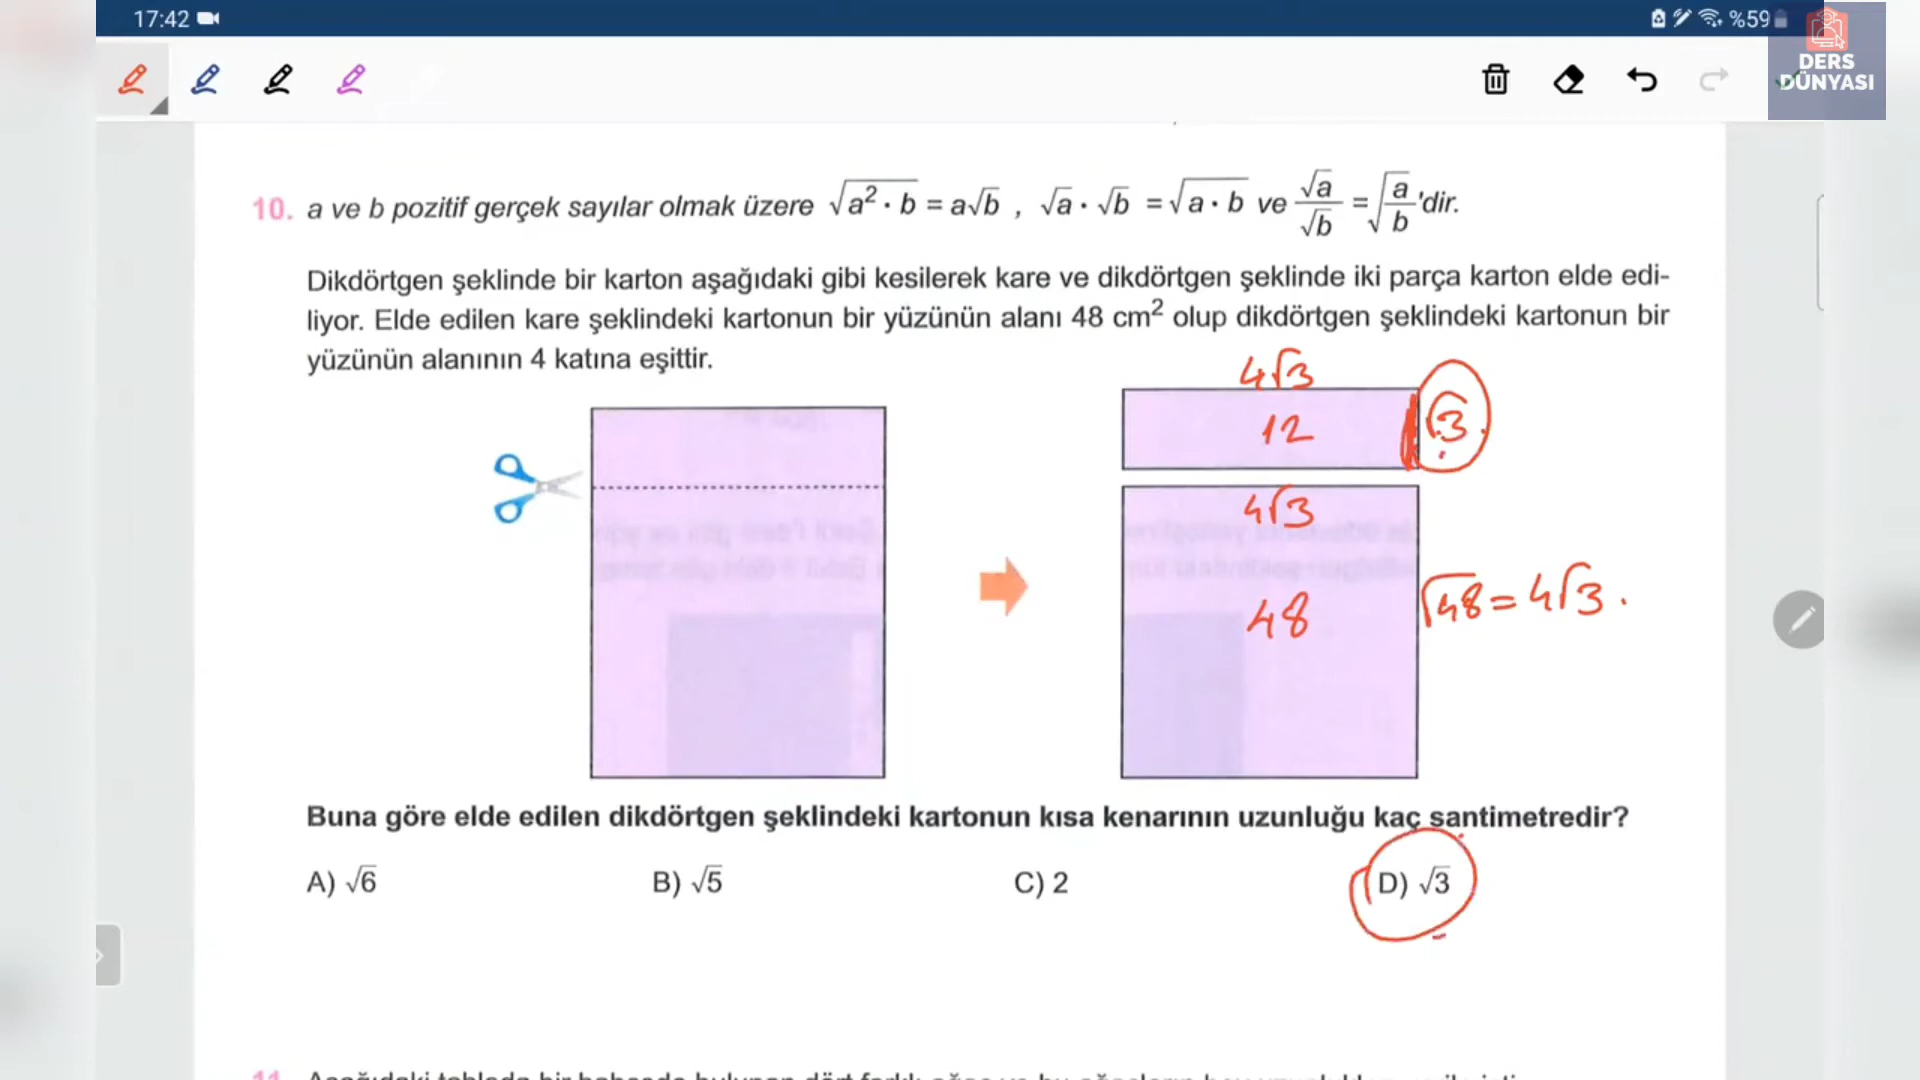 17:42
%59
DERS
DÜNYASI
10. a ve b pozitif gerçek sayılar olmak üzere √(a² · b) = a√b , √a · √b = √(a · b) ve √a/√b = √(a/b) 'dir.
Dikdörtgen şeklinde bir karton aşağıdaki gibi kesilerek kare ve dikdörtgen şeklinde iki parça karton elde edi-
liyor. Elde edilen kare şeklindeki kartonun bir yüzünün alanı 48 cm² olup dikdörtgen şeklindeki kartonun bir
yüzünün alanının 4 katına eşittir.
4√3
12
√3
4√3
48
√48 = 4√3.
Buna göre elde edilen dikdörtgen şeklindeki kartonun kısa kenarının uzunluğu kaç santimetredir?
A) √6 B) √5 C) 2 D) √3